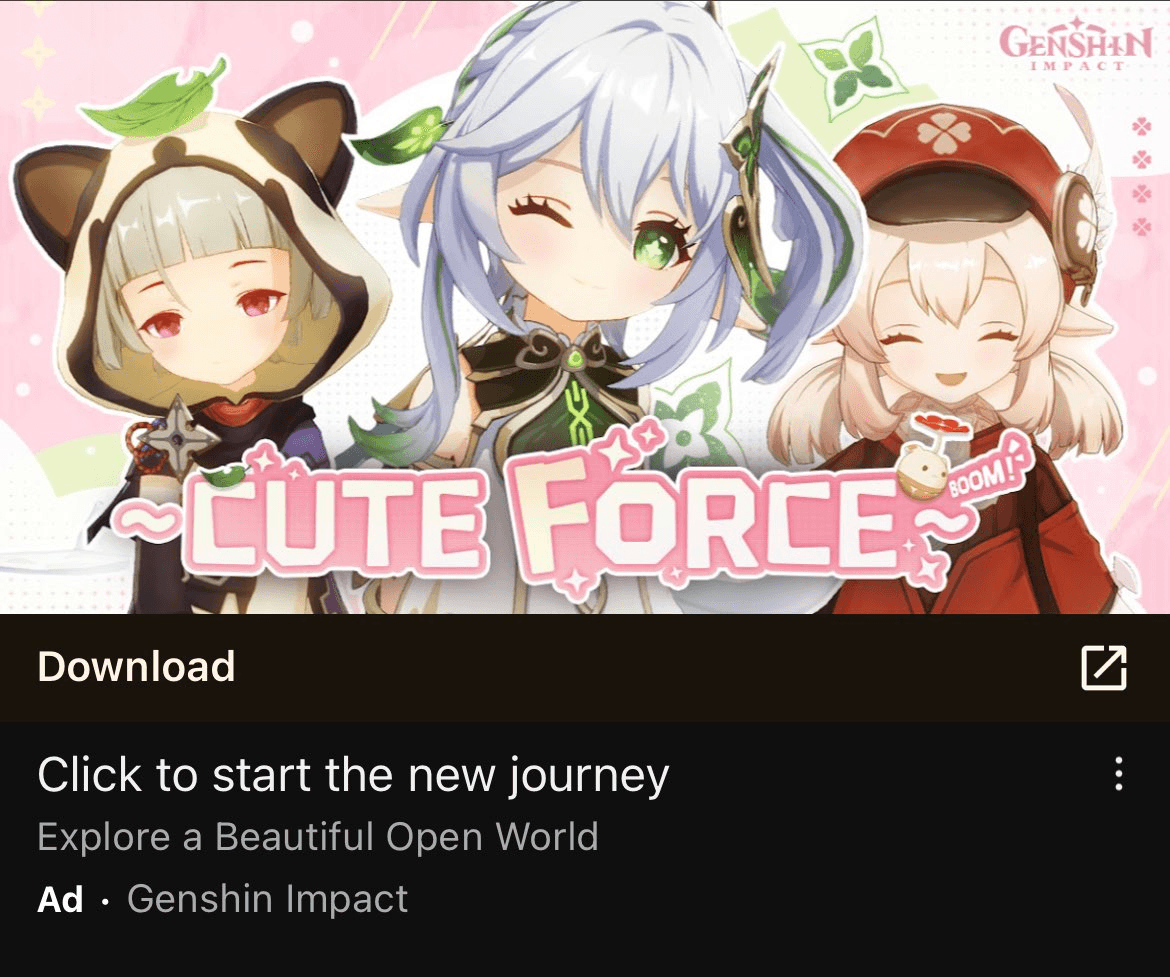 GENSHIN
IMPACT
~CUTE FORCE~
BOOM!
Download
Click to start the new journey
Explore a Beautiful Open World
Ad · Genshin Impact